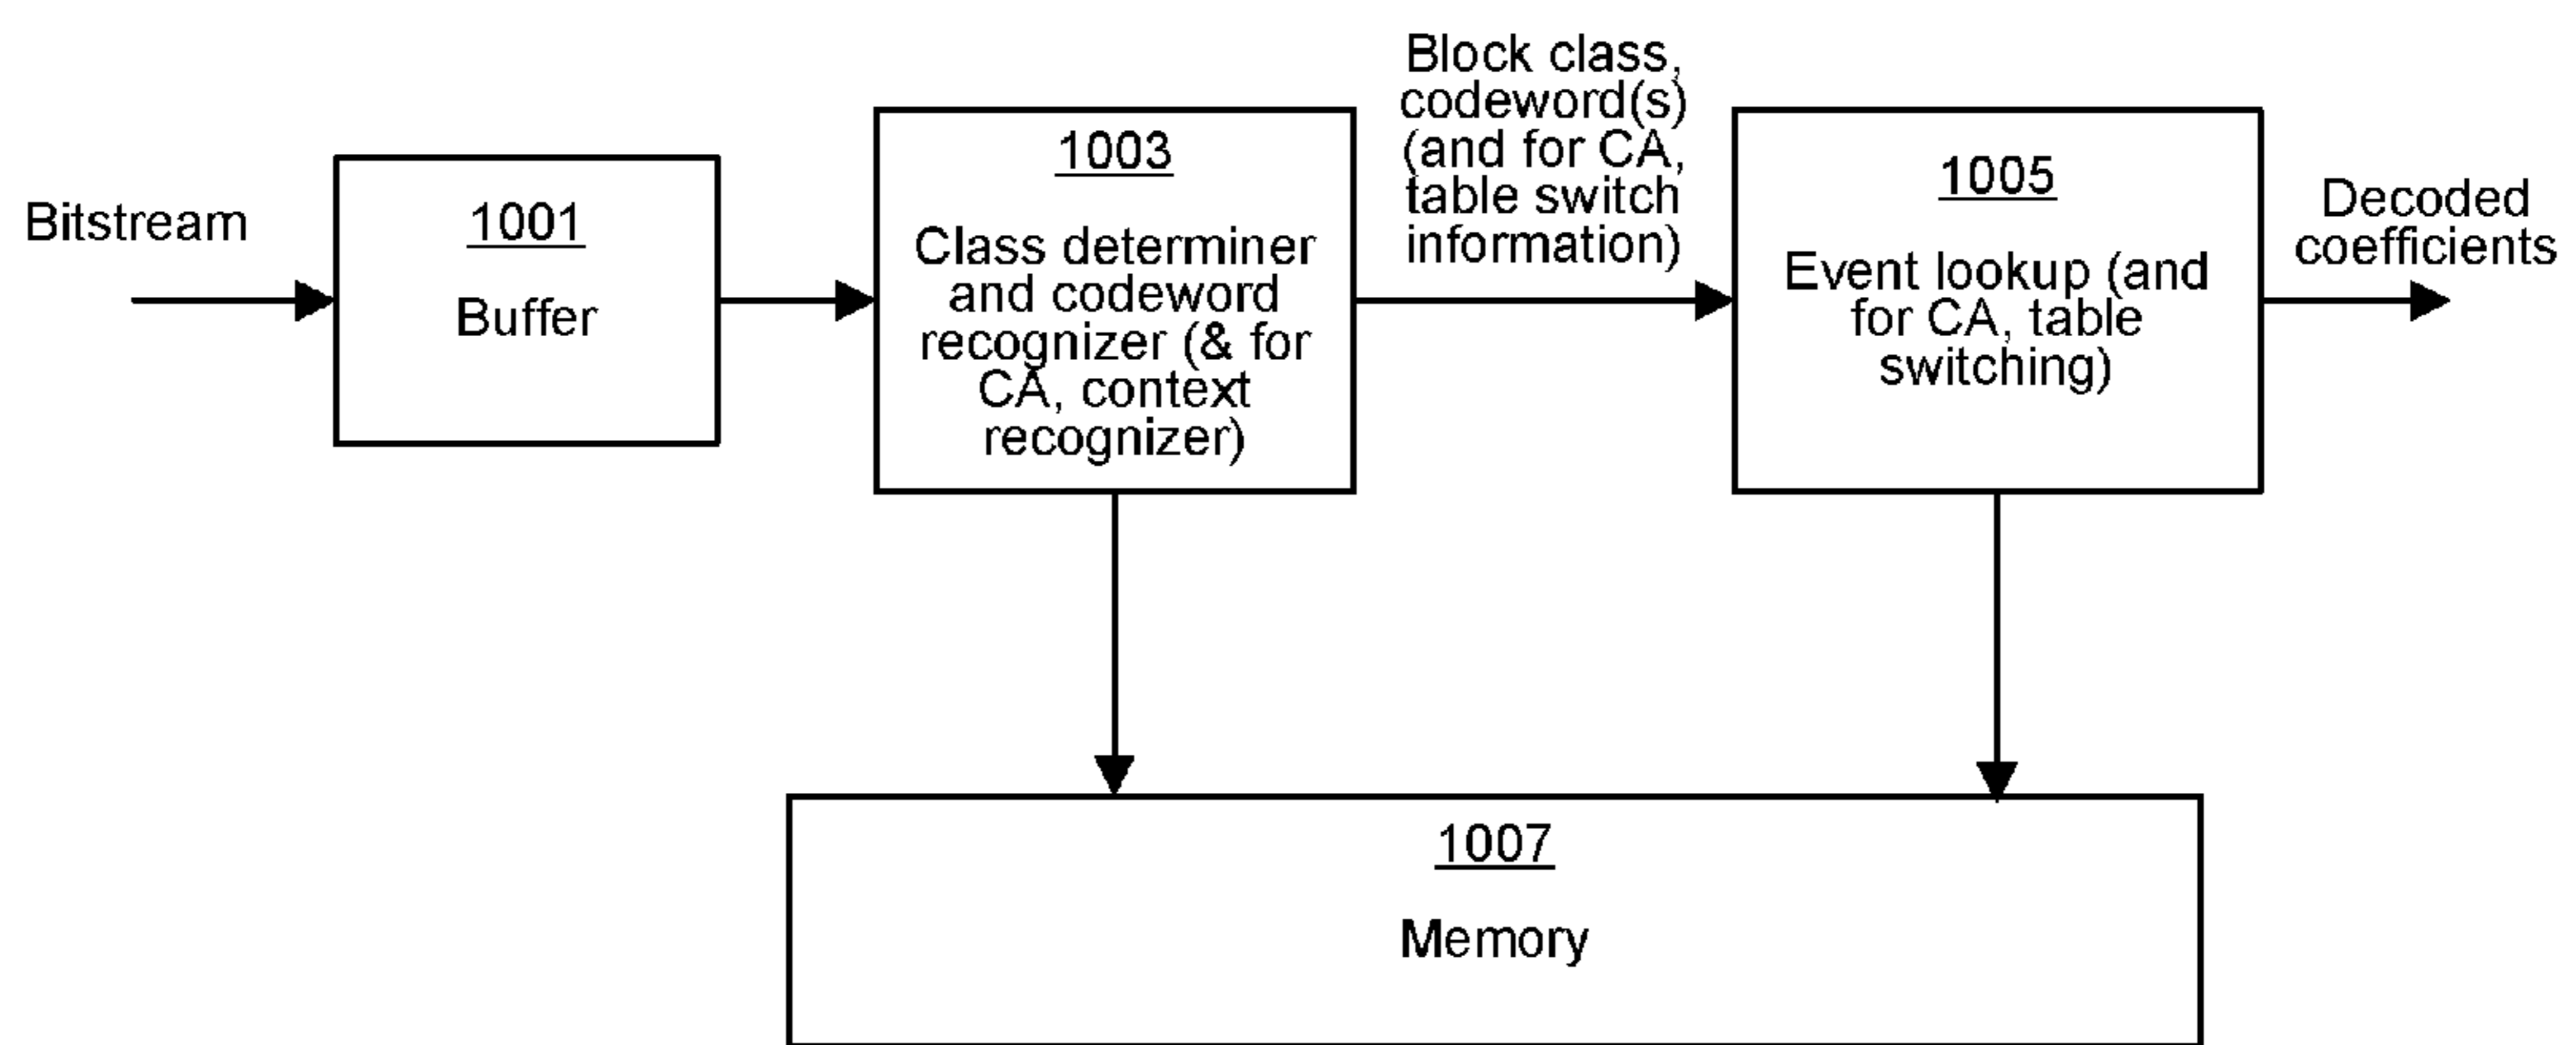 Bitstream
1001
Buffer
1003
Class determiner
and codeword
recognizer (& for
CA, context
recognizer)
Block class,
codeword(s)
(and for CA,
table switch
information)
1005
Event lookup (and
for CA, table
switching)
Decoded
coefficients
1007
Memory